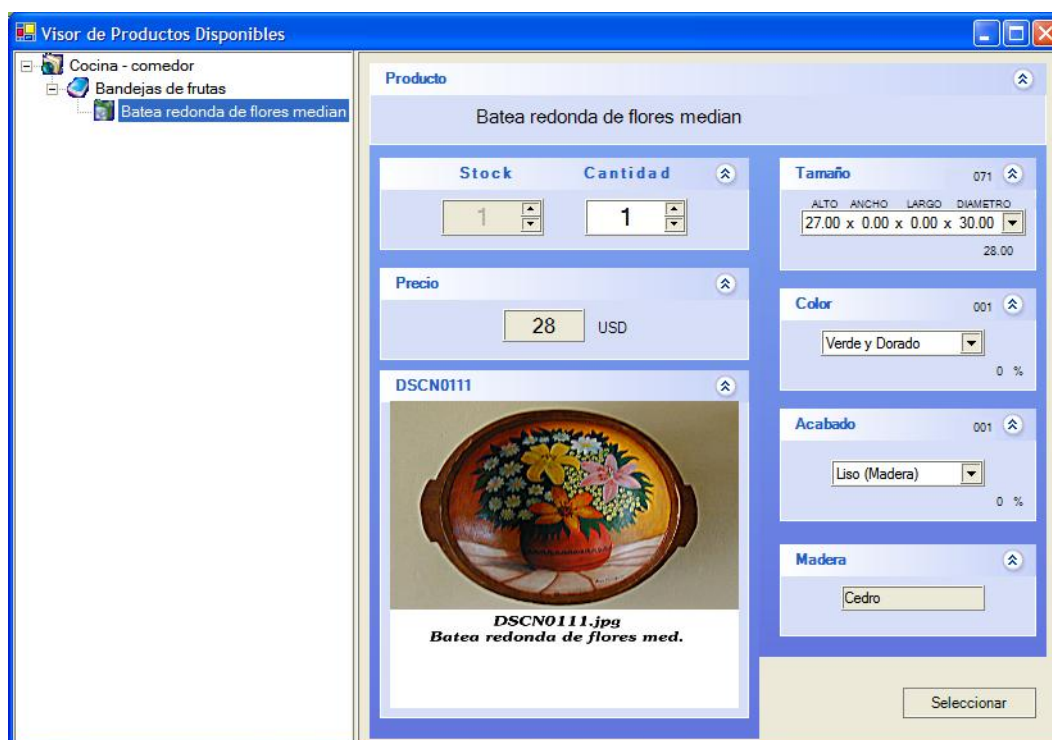 Visor de Productos Disponibles
Cocina - comedor
Bandejas de frutas
Batea redonda de flores median
Producto
Batea redonda de flores median
Stock Cantidad
1 1
Precio
28 USD
DSCN0111
DSCN0111.jpg
Batea redonda de flores med.
Tamaño 071
ALTO ANCHO LARGO DIAMETRO
27.00 x 0.00 x 0.00 x 30.00
28.00
Color 001
Verde y Dorado
0 %
Acabado 001
Liso (Madera)
0 %
Madera
Cedro
Seleccionar